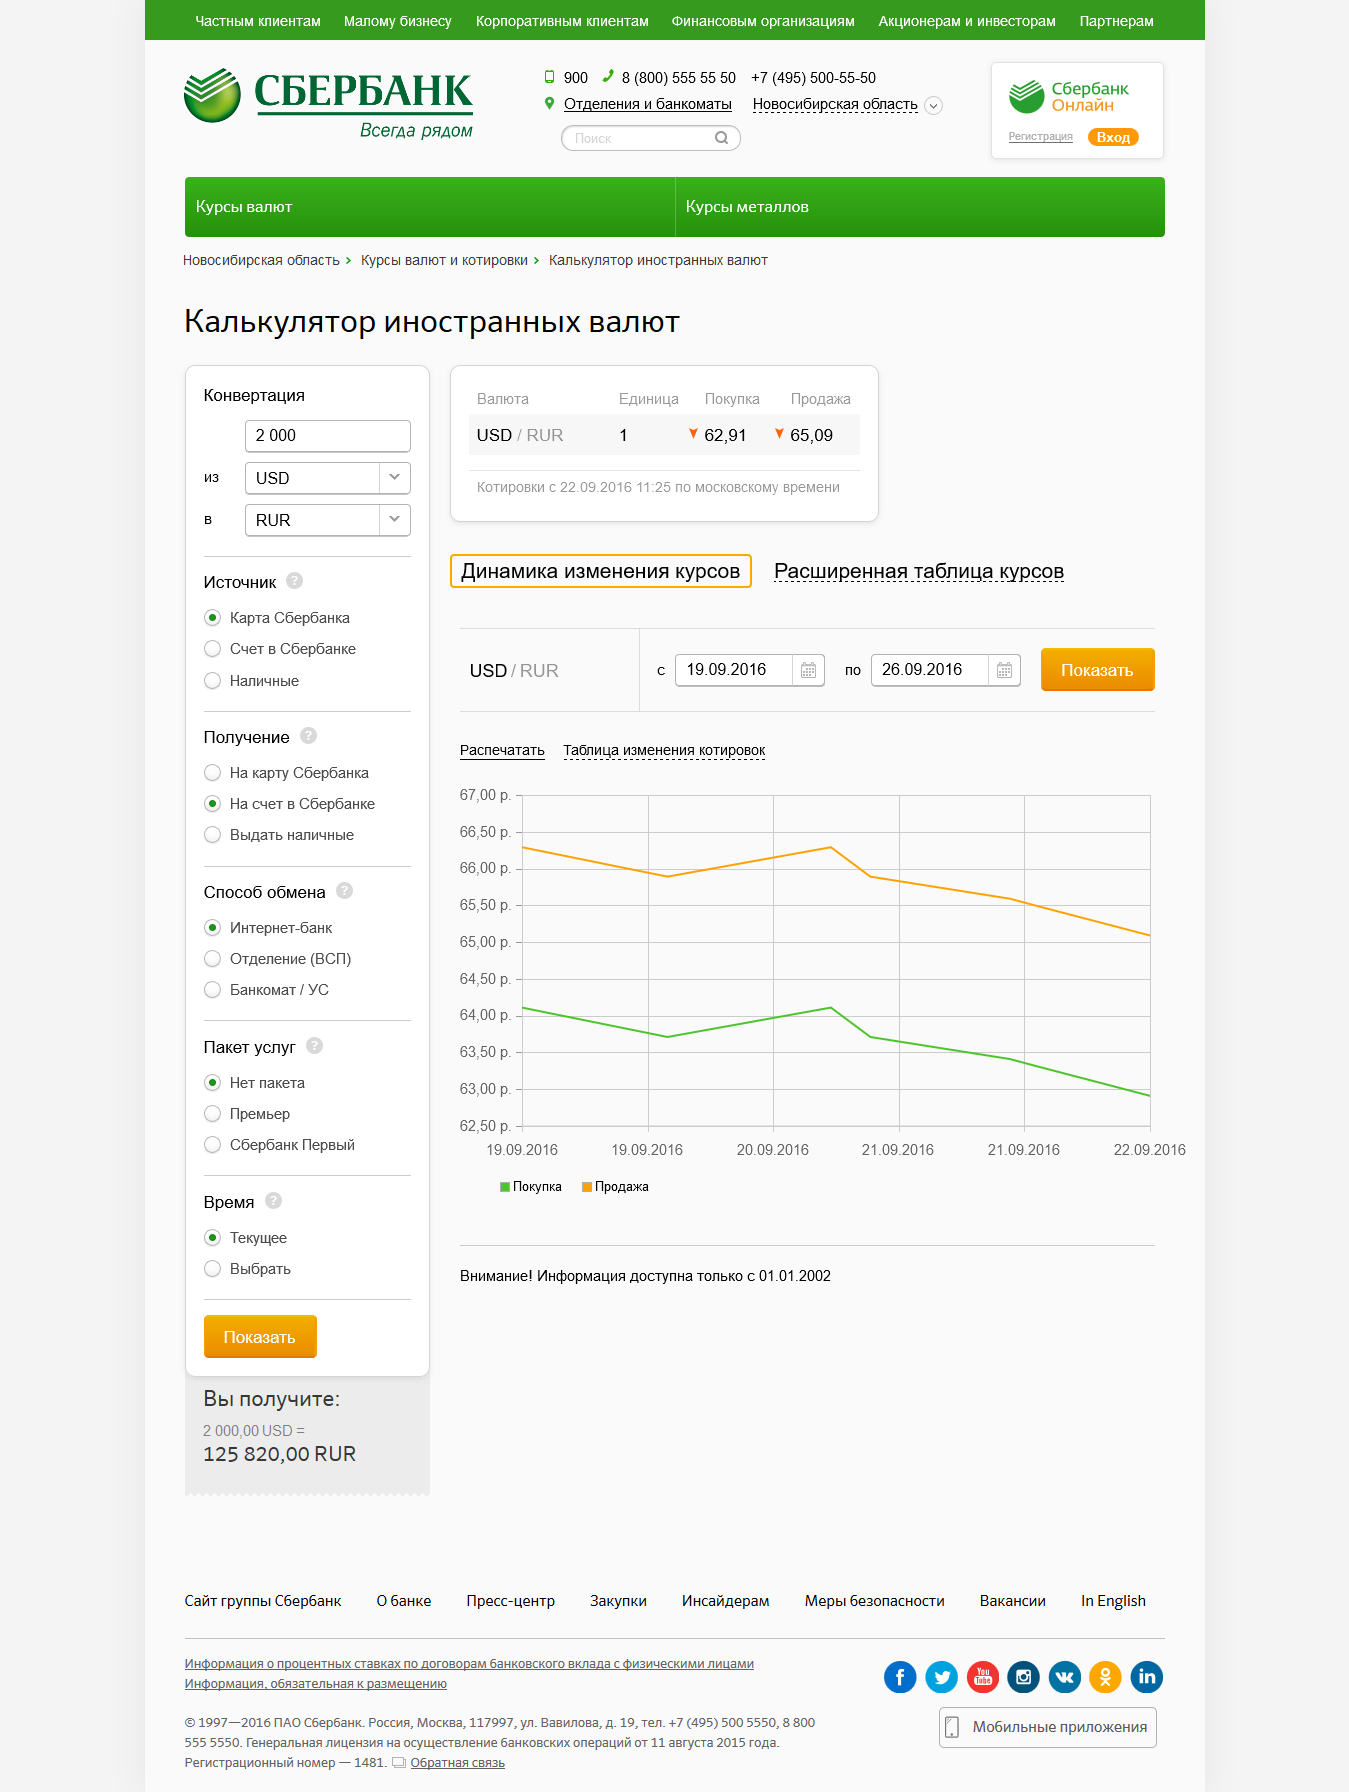 Частным клиентам Малому бизнесу Корпоративным клиентам Финансовым организациям Акционерам и инвесторам Партнерам
СБЕРБАНК
Всегда рядом
900 8 (800) 555 55 50 +7 (495) 500-55-50
Отделения и банкоматы Новосибирская область
Поиск
Сбербанк
Онлайн
Регистрация Вход
Курсы валют Курсы металлов
Новосибирская область Курсы валют и котировки Калькулятор иностранных валют
Калькулятор иностранных валют
Конвертация
2 000
из USD
в RUR
Источник ?
Карта Сбербанка
Счет в Сбербанке
Наличные
Получение ?
На карту Сбербанка
На счет в Сбербанке
Выдать наличные
Способ обмена ?
Интернет-банк
Отделение (ВСП)
Банкомат / УС
Пакет услуг ?
Нет пакета
Премьер
Сбербанк Первый
Время ?
Текущее
Выбрать
Показать
Вы получите:
2 000,00 USD =
125 820,00 RUR
Валюта Единица Покупка Продажа
USD / RUR 1 62,91 65,09
Котировки с 22.09.2016 11:25 по московскому времени
Динамика изменения курсов Расширенная таблица курсов
USD / RUR с 19.09.2016 по 26.09.2016 Показать
Распечатать Таблица изменения котировок
67,00 р.
66,50 р.
66,00 р.
65,50 р.
65,00 р.
64,50 р.
64,00 р.
63,50 р.
63,00 р.
62,50 р.
19.09.2016 19.09.2016 20.09.2016 21.09.2016 21.09.2016 22.09.2016
Покупка Продажа
Внимание! Информация доступна только с 01.01.2002
Сайт группы Сбербанк О банке Пресс-центр Закупки Инсайдерам Меры безопасности Вакансии In English
Информация о процентных ставках по договорам банковского вклада с физическими лицами
Информация, обязательная к размещению
f You Tube in
© 1997—2016 ПАО Сбербанк. Россия, Москва, 117997, ул. Вавилова, д. 19, тел. +7 (495) 500 5550, 8 800
555 5550. Генеральная лицензия на осуществление банковских операций от 11 августа 2015 года.
Регистрационный номер — 1481. Обратная связь
Мобильные приложения